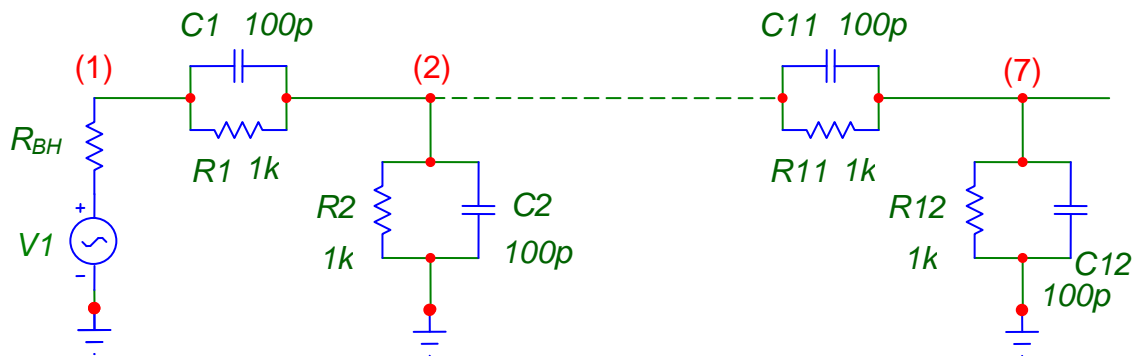 C1 100p
C11 100p
(1)
(2)
(7)
RBH
R1 1k
R11 1k
+
V1
−
R2
1k
C2
100p
R12
1k
C12
100p